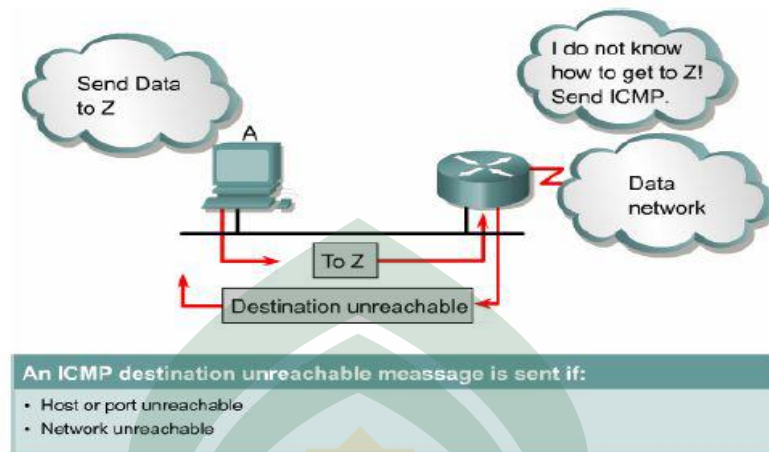 Send Data
to Z
I do not know
how to get to Z!
Send ICMP.
A
Data
network
To Z
Destination unreachable
An ICMP destination unreachable meassage is sent if:
• Host or port unreachable
• Network unreachable